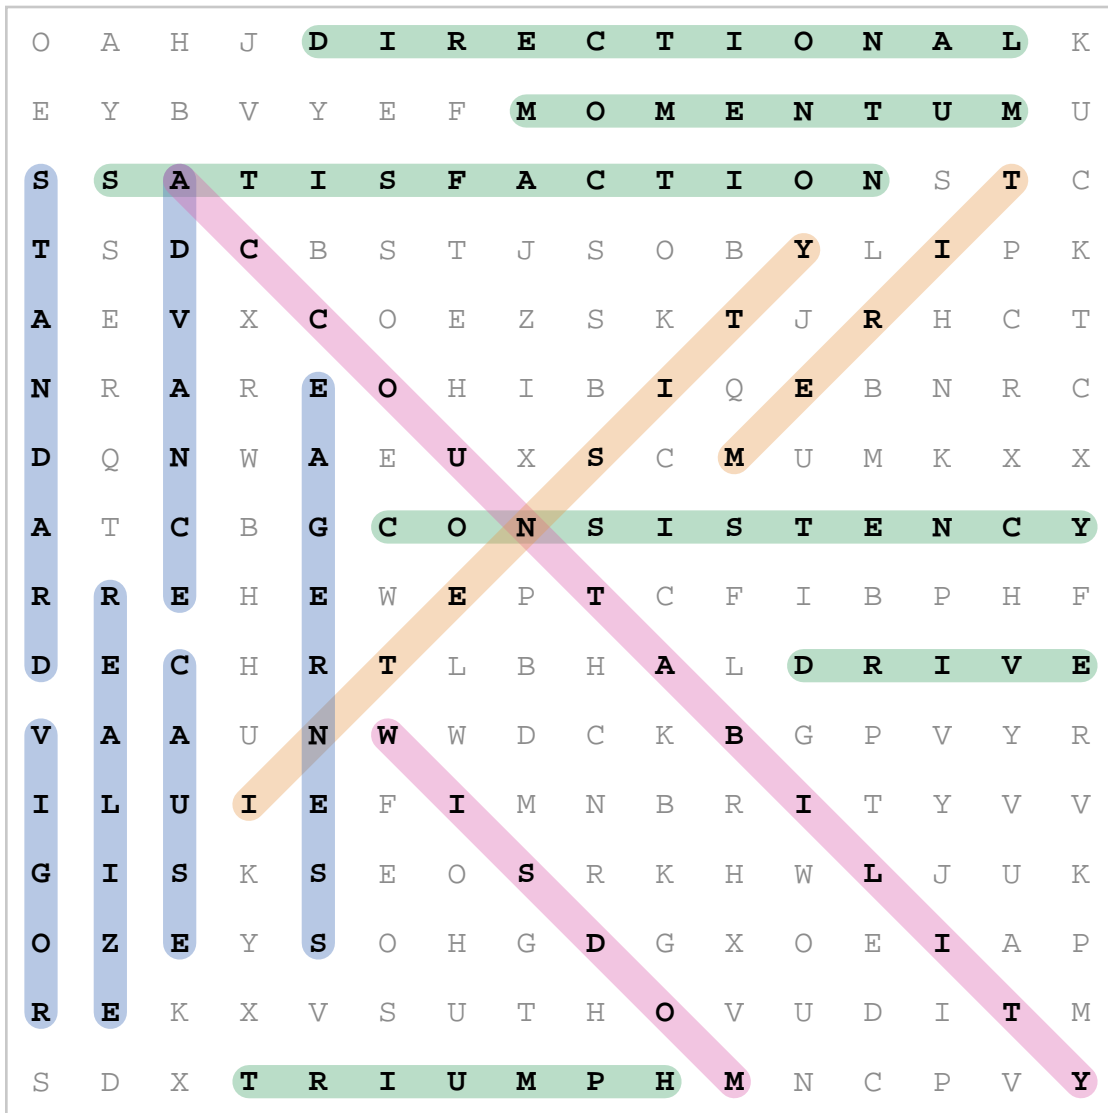 O A H J D I R E C T I O N A L K
E Y B V Y E F M O M E N T U M U
S S A T I S F A C T I O N S T C
T S D C B S T J S O B Y L I P K
A E V X C O E Z S K T J R H C T
N R A R E O H I B I Q E B N R C
D Q N W A E U X S C M U M K X X
A T C B G C O N S I S T E N C Y
R R E H E W E P T C F I B P H F
D E C H R T L B H A L D R I V E
V A A U N W W D C K B G P V Y R
I L U I E F I M N B R I T Y V V
G I S K S E O S R K H W L J U K
O Z E Y S O H G D G X O E I A P
R E K X V S U T H O V U D I T M
S D X T R I U M P H M N C P V Y